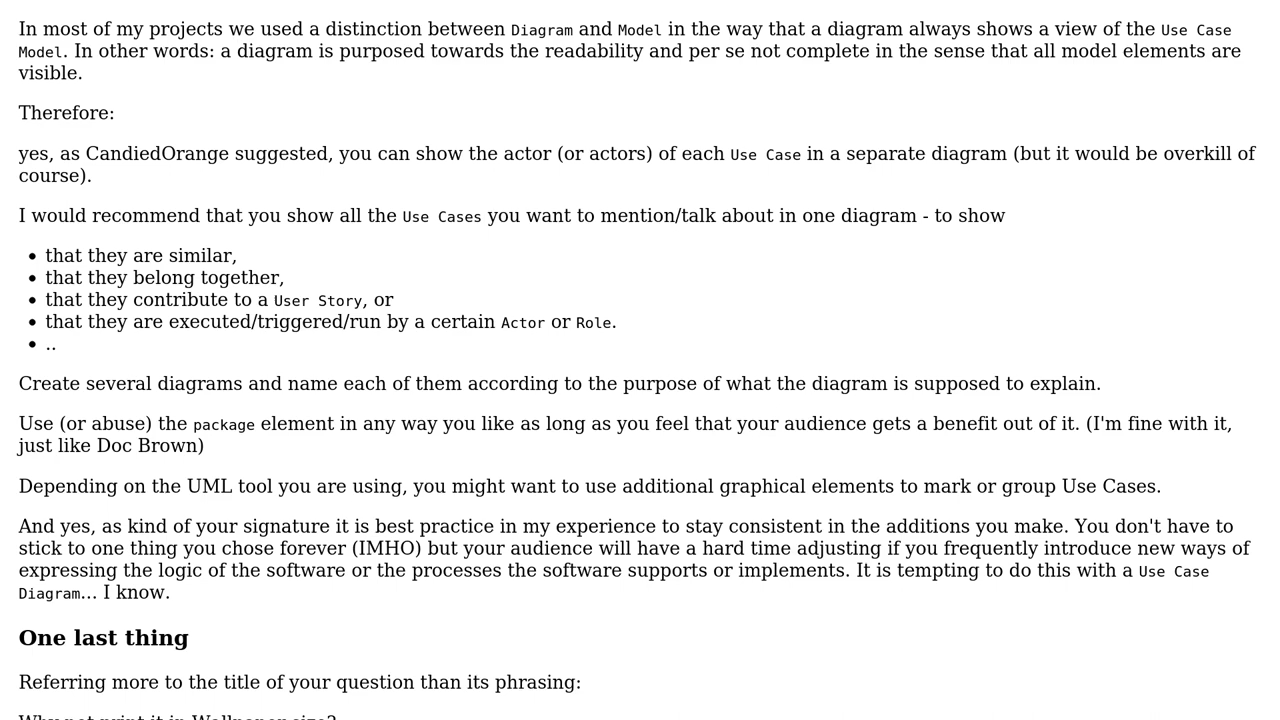 In most of my projects we used a distinction between Diagram and Model in the way that a diagram always shows a view of the Use Case
Model. In other words: a diagram is purposed towards the readability and per se not complete in the sense that all model elements are
visible.
Therefore:
yes, as CandiedOrange suggested, you can show the actor (or actors) of each Use Case in a separate diagram (but it would be overkill of
course).
I would recommend that you show all the Use Cases you want to mention/talk about in one diagram - to show
• that they are similar,
• that they belong together,
• that they contribute to a User Story, or
• that they are executed/triggered/run by a certain Actor or Role.
• ..
Create several diagrams and name each of them according to the purpose of what the diagram is supposed to explain.
Use (or abuse) the package element in any way you like as long as you feel that your audience gets a benefit out of it. (I'm fine with it,
just like Doc Brown)
Depending on the UML tool you are using, you might want to use additional graphical elements to mark or group Use Cases.
And yes, as kind of your signature it is best practice in my experience to stay consistent in the additions you make. You don't have to
stick to one thing you chose forever (IMHO) but your audience will have a hard time adjusting if you frequently introduce new ways of
expressing the logic of the software or the processes the software supports or implements. It is tempting to do this with a Use Case
Diagram... I know.
One last thing
Referring more to the title of your question than its phrasing:
Why not print it in Wallpaper size?